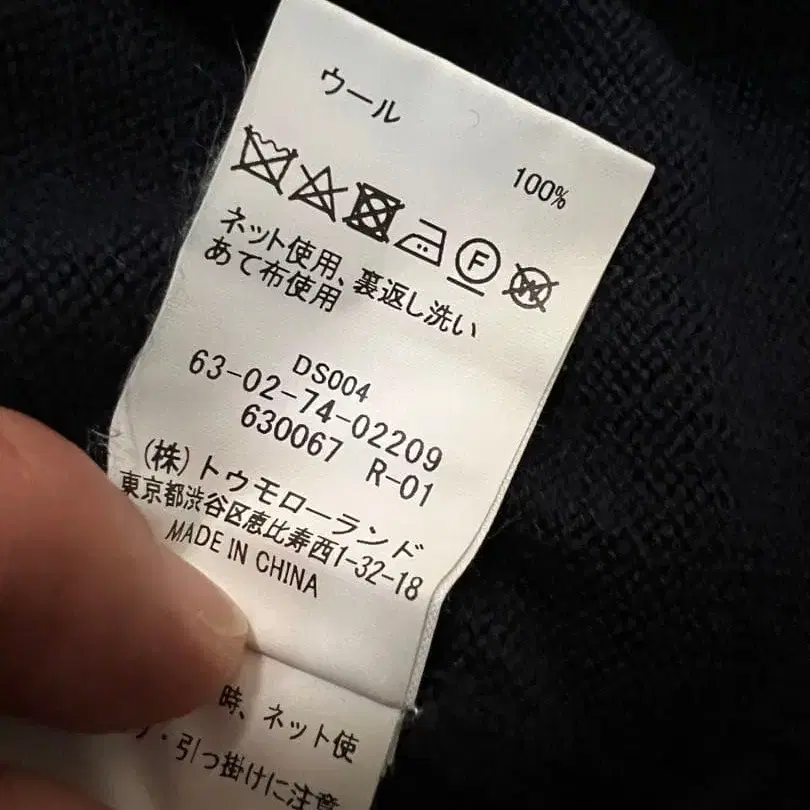 ウール
100%
F
W
ネット使用、裏返し洗い
あて布使用
DS004
63-02-74-02209
630067 R-01
(株)トゥモローランド
東京都渋谷区恵比寿西1-32-18
MADE IN CHINA
時、ネット使
・引っ掛けに注意